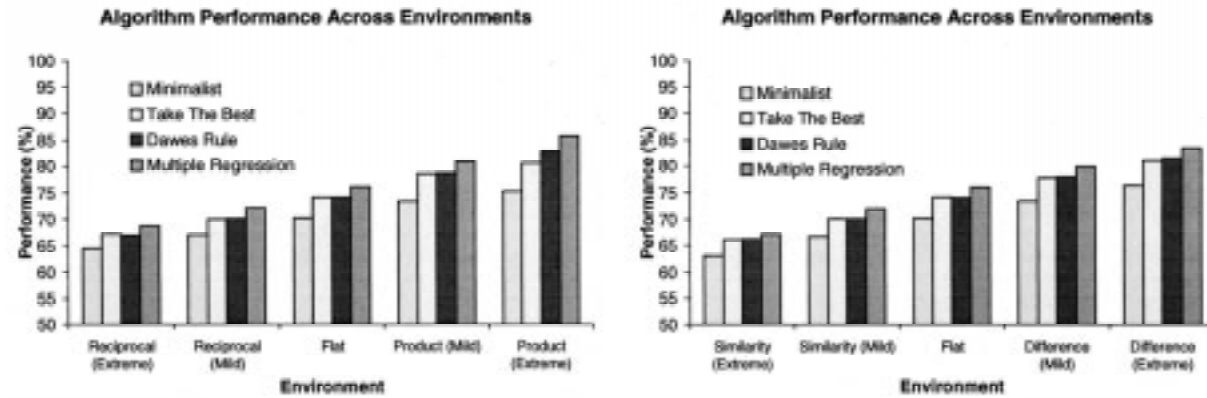 Algorithm Performance Across Environments
Performance (%)
100
95
90
85
80
75
70
65
60
55
50
Minimalist
Take The Best
Dawes Rule
Multiple Regression
Reciprocal (Extreme)
Reciprocal (Mild)
Flat
Product (Mild)
Product (Extreme)
Environment
Algorithm Performance Across Environments
Performance (%)
100
95
90
85
80
75
70
65
60
55
50
Minimalist
Take The Best
Dawes Rule
Multiple Regression
Similarity (Extreme)
Similarity (Mild)
Flat
Difference (Mild)
Difference (Extreme)
Environment